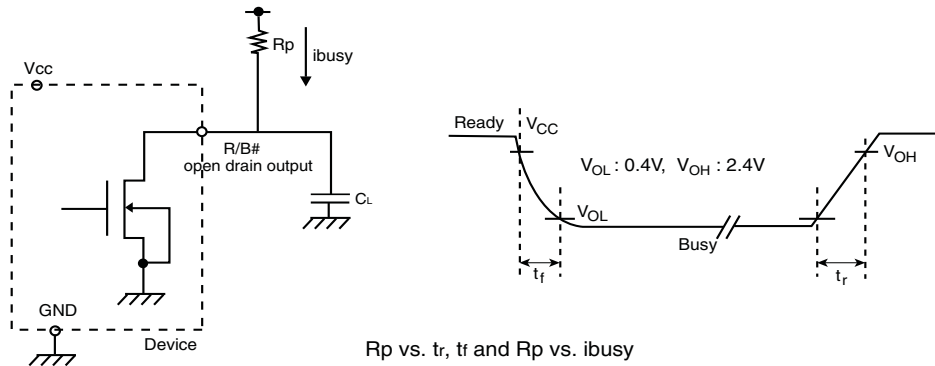 Rp
ibusy
Vcc
R/B#
open drain output
CL
GND
Device
Ready
VCC
VOL : 0.4V, VOH : 2.4V
VOH
VOL
Busy
tf
tr
Rp vs. tr, tf and Rp vs. ibusy